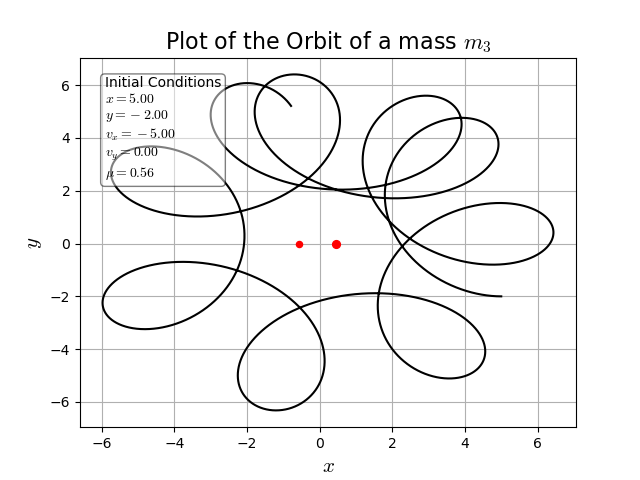 Plot of the Orbit of a mass m₃
Initial Conditions
x = 5.00
y = −2.00
vₓ = −5.00
v_y = 0.00
μ = 0.56
y
6
4
2
0
−2
−4
−6
−6 −4 −2 0 2 4 6
x